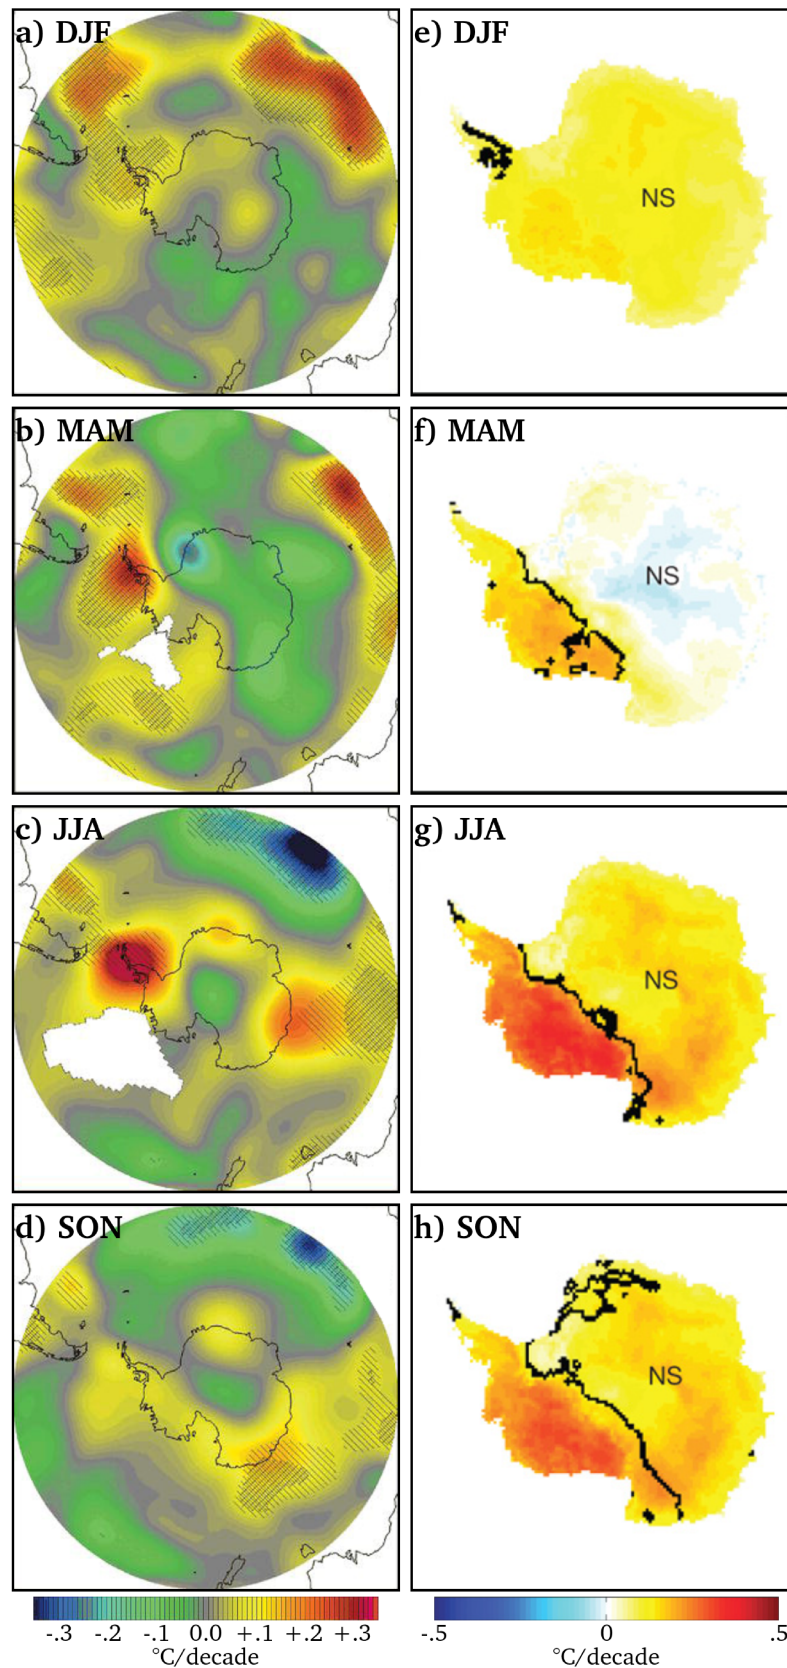 a) DJF
e) DJF
NS
b) MAM
f) MAM
NS
c) JJA
g) JJA
NS
d) SON
h) SON
NS
-.3 -.2 -.1 0.0 +.1 +.2 +.3
°C/decade
-.5 0 .5
°C/decade